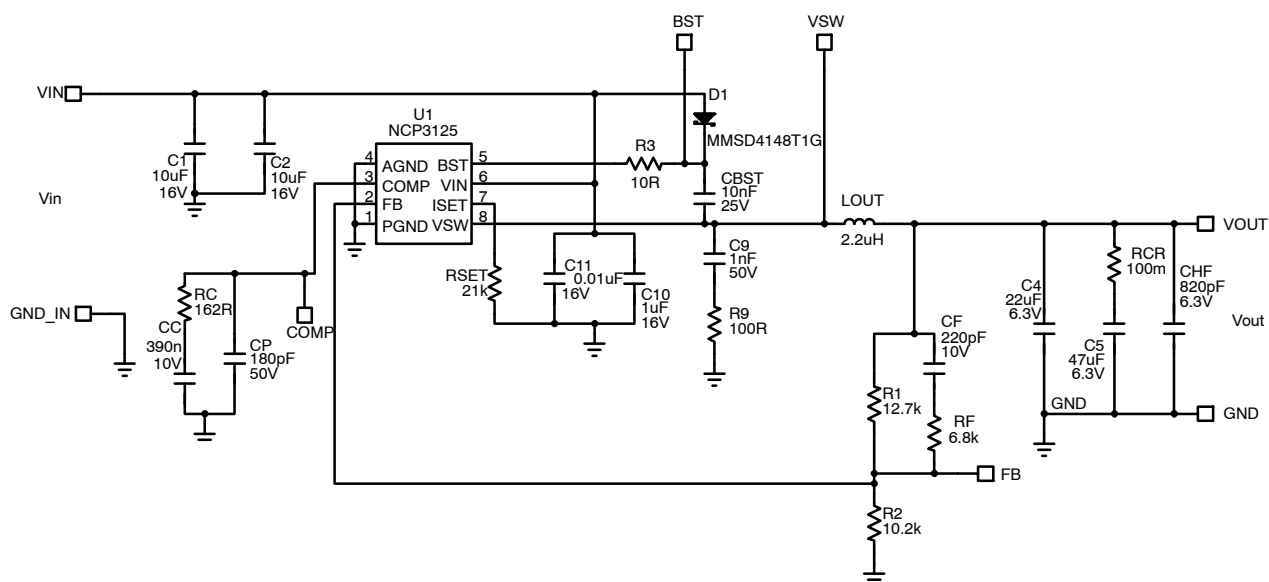 BST
VSW
VIN
D1
U1
NCP3125
MMSD4148T1G
R3
10R
C1
10uF
16V
C2
10uF
16V
4 AGND BST 5
3 COMP VIN 6
2 FB ISET 7
1 PGND VSW 8
CBST
10nF
25V
Vin
LOUT
2.2uH
VOUT
C9
1nF
50V
RCR
100m
CHF
820pF
6.3V
RSET
21k
C11
0.01uF
16V
C10
1uF
16V
RC
162R
C4
22uF
6.3V
GND_IN
COMP
R9
100R
CF
220pF
10V
Vout
CC
390n
10V
CP
180pF
50V
C5
47uF
6.3V
R1
12.7k
RF
6.8k
GND
GND
FB
R2
10.2k